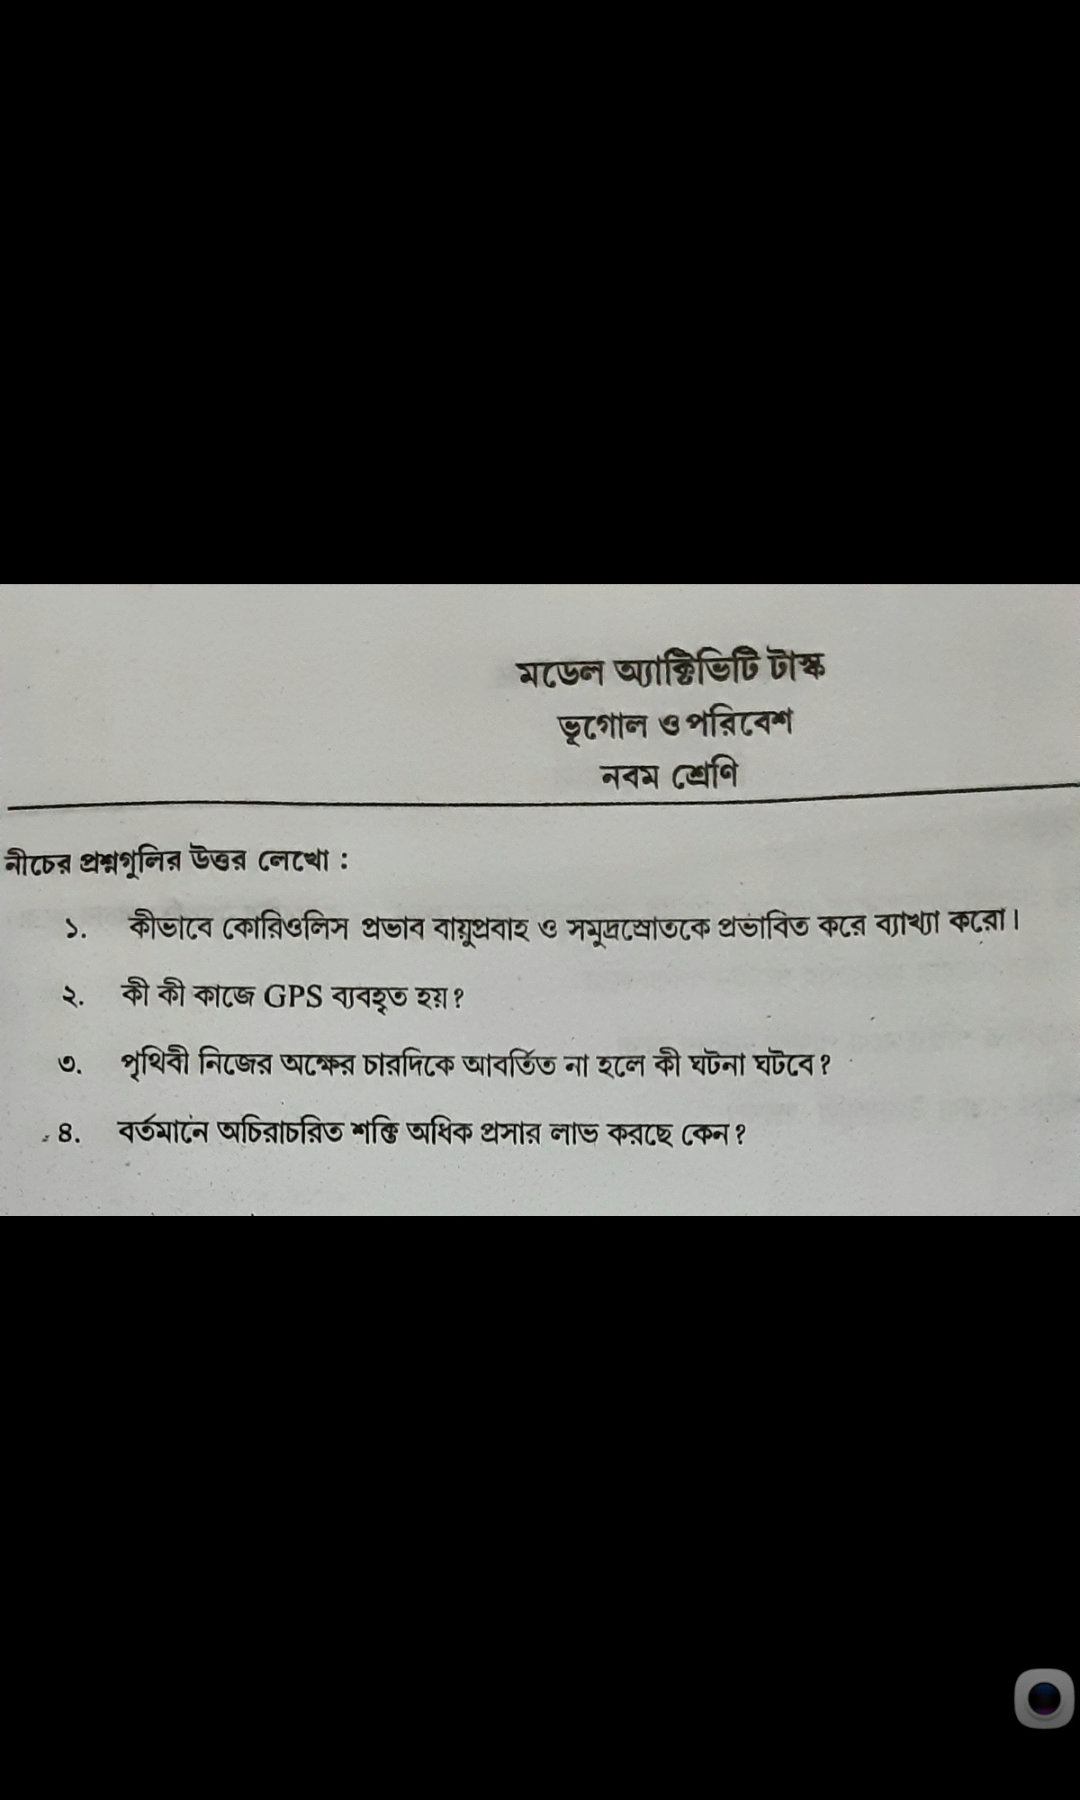 মডেল অ্যাক্টিভিটি টাস্ক
ভূগোল ও পরিবেশ
নবম শ্রেণি
নীচের প্রশ্নগুলির উত্তর লেখো :
১. কীভাবে কোরিওলিস প্রভাব বায়ুপ্রবাহ ও সমুদ্রস্রোতকে প্রভাবিত করে ব্যাখ্যা করো।
২. কী কী কাজে GPS ব্যবহৃত হয়?
৩. পৃথিবী নিজের অক্ষের চারদিকে আবর্তিত না হলে কী ঘটনা ঘটবে?
৪. বর্তমানে অচিরাচরিত শক্তি অধিক প্রসার লাভ করছে কেন?